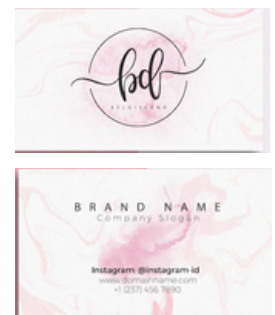 bd
BRAND NAME
Company Slogan
Instagram: @instagram-id
www.domainname.com
+1 (237) 456 7890